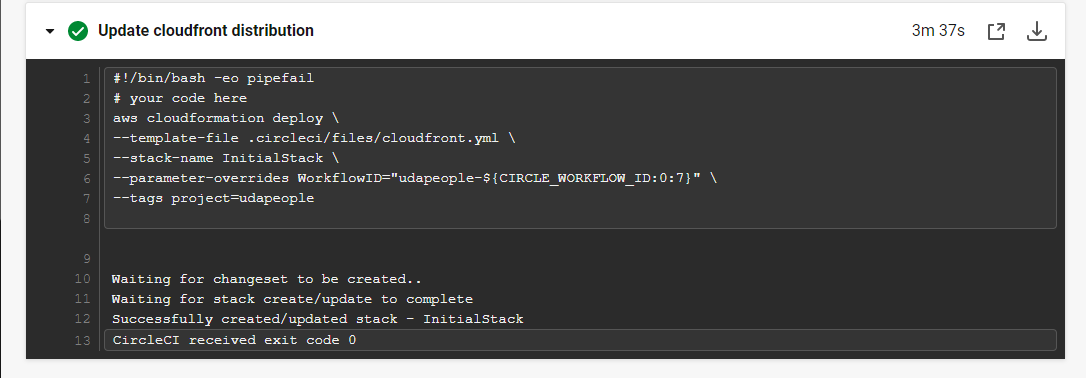 Update cloudfront distribution
3m 37s
1 #!/bin/bash -eo pipefail
2 # your code here
3 aws cloudformation deploy \
4 --template-file .circleci/files/cloudfront.yml \
5 --stack-name InitialStack \
6 --parameter-overrides WorkflowID="udapeople-${CIRCLE_WORKFLOW_ID:0:7}" \
7 --tags project=udapeople
8
9
10 Waiting for changeset to be created..
11 Waiting for stack create/update to complete
12 Successfully created/updated stack - InitialStack
13 CircleCI received exit code 0